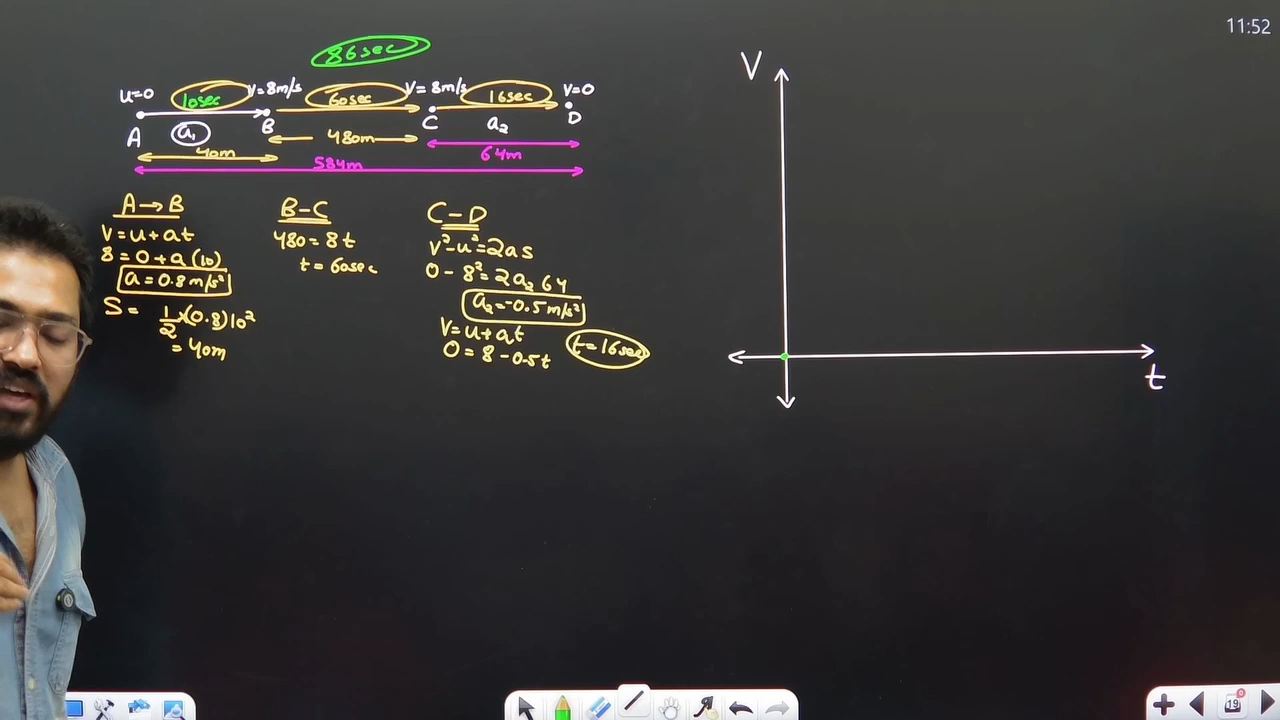 11:52
86sec
u=0 10sec V=8m/s 60sec V=8m/s 16sec V=0
A a₁ B C a₂ D
40m 480m 64m
584m
A→B
V=u+at
8=0+a(10)
a=0.8m/s²
S= 1/2×(0.8)10²
=40m
B-C
480=8t
t=60sec
C-D
V²-u²=2as
0-8²=2a₂64
a₂=-0.5m/s²
V=u+at
0=8-0.5t t=16sec
V
t
19